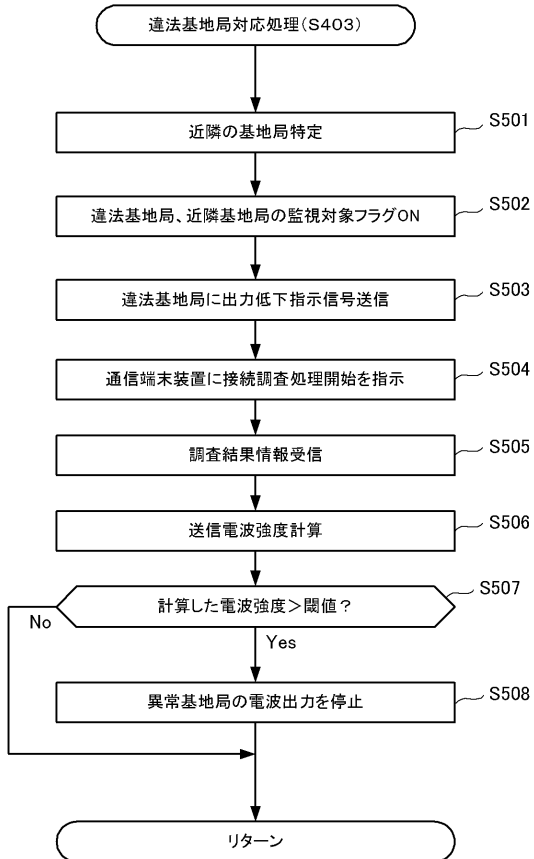 違法基地局対応処理(S403)
近隣の基地局特定
S501
違法基地局、近隣基地局の監視対象フラグON
S502
違法基地局に出力低下指示信号送信
S503
通信端末装置に接続調査処理開始を指示
S504
調査結果情報受信
S505
送信電波強度計算
S506
計算した電波強度＞閾値？
S507
No
Yes
異常基地局の電波出力を停止
S508
リターン